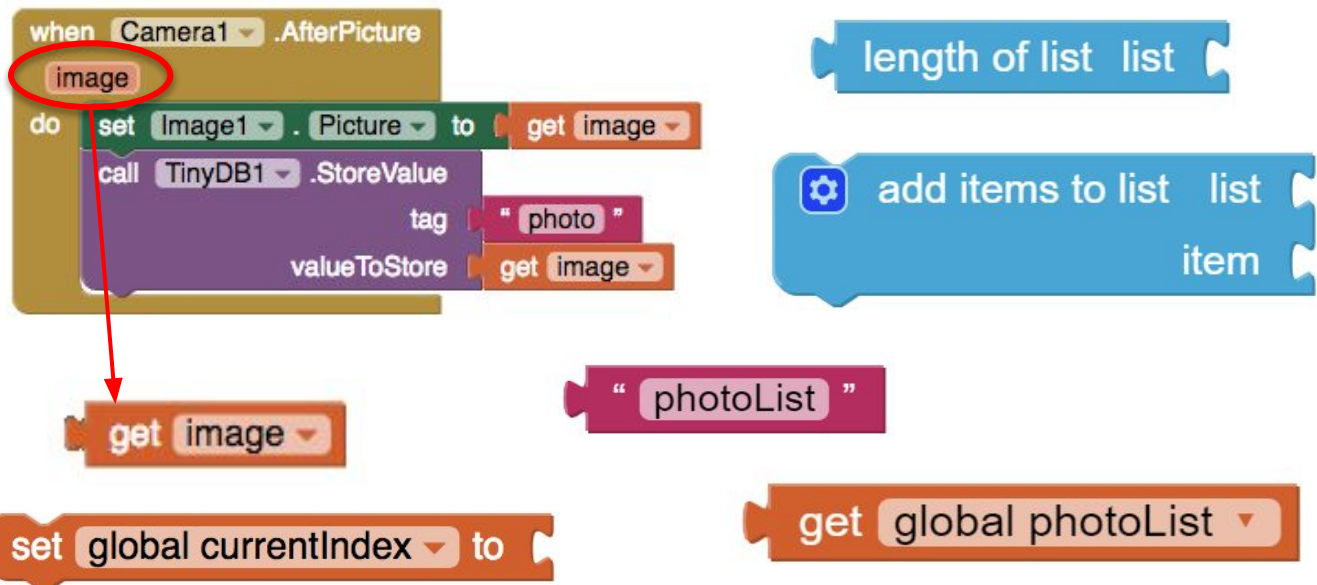 when Camera1 .AfterPicture
image
do set Image1 . Picture to get image
call TinyDB1 .StoreValue
tag " photo "
valueToStore get image
length of list list
add items to list list
item
get image
" photoList "
set global currentIndex to
get global photoList